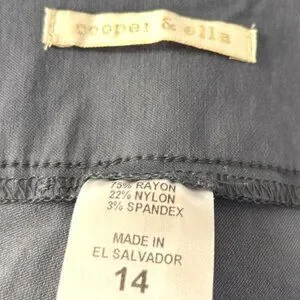 cooper & ella
75% RAYON
22% NYLON
3% SPANDEX
MADE IN
EL SALVADOR
14